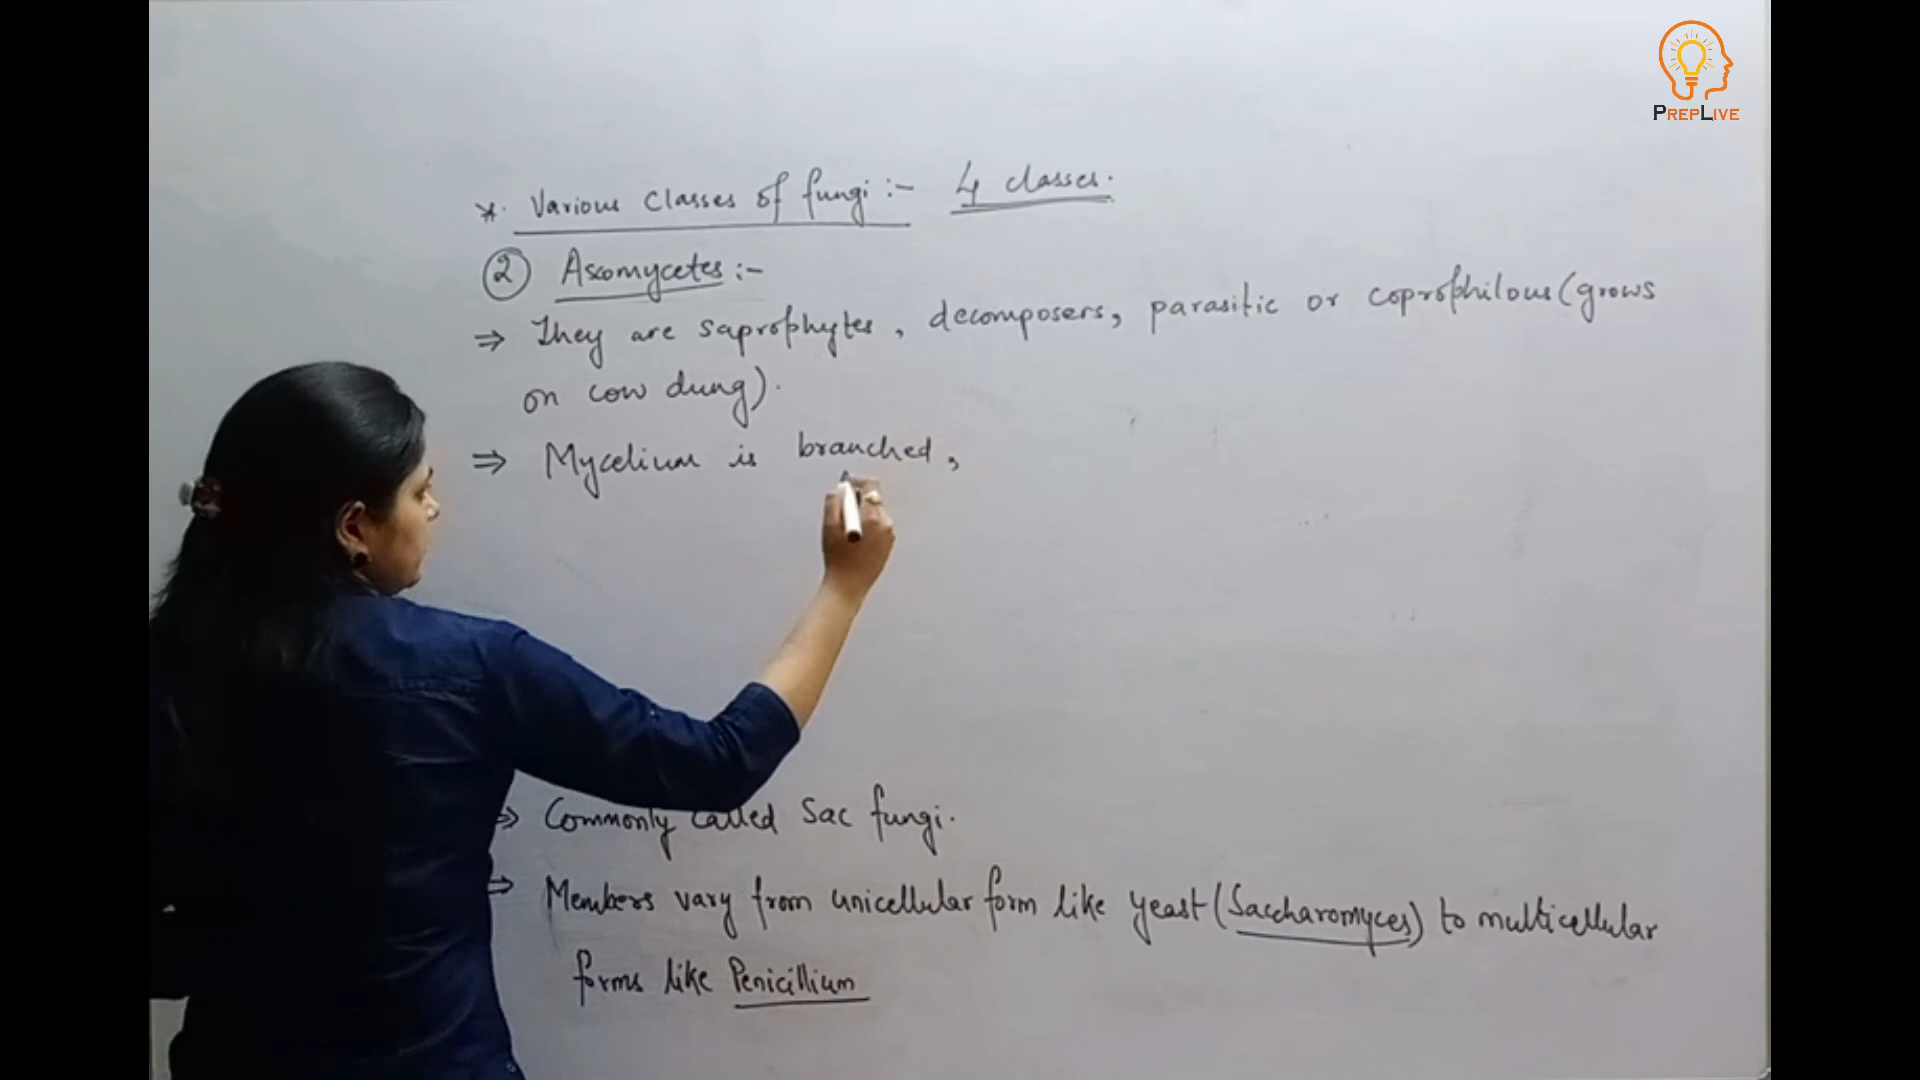 PREPLIVE
* Various Classes of fungi :- 4 classes.
② Ascomycetes :-
⇒ They are saprophytes, decomposers, parasitic or coprophilous (grows
on cow dung).
⇒ Mycelium is branched,
⇒ Commonly called Sac fungi.
⇒ Members vary from unicellular form like yeast (Saccharomyces) to multicellular
forms like Penicillium